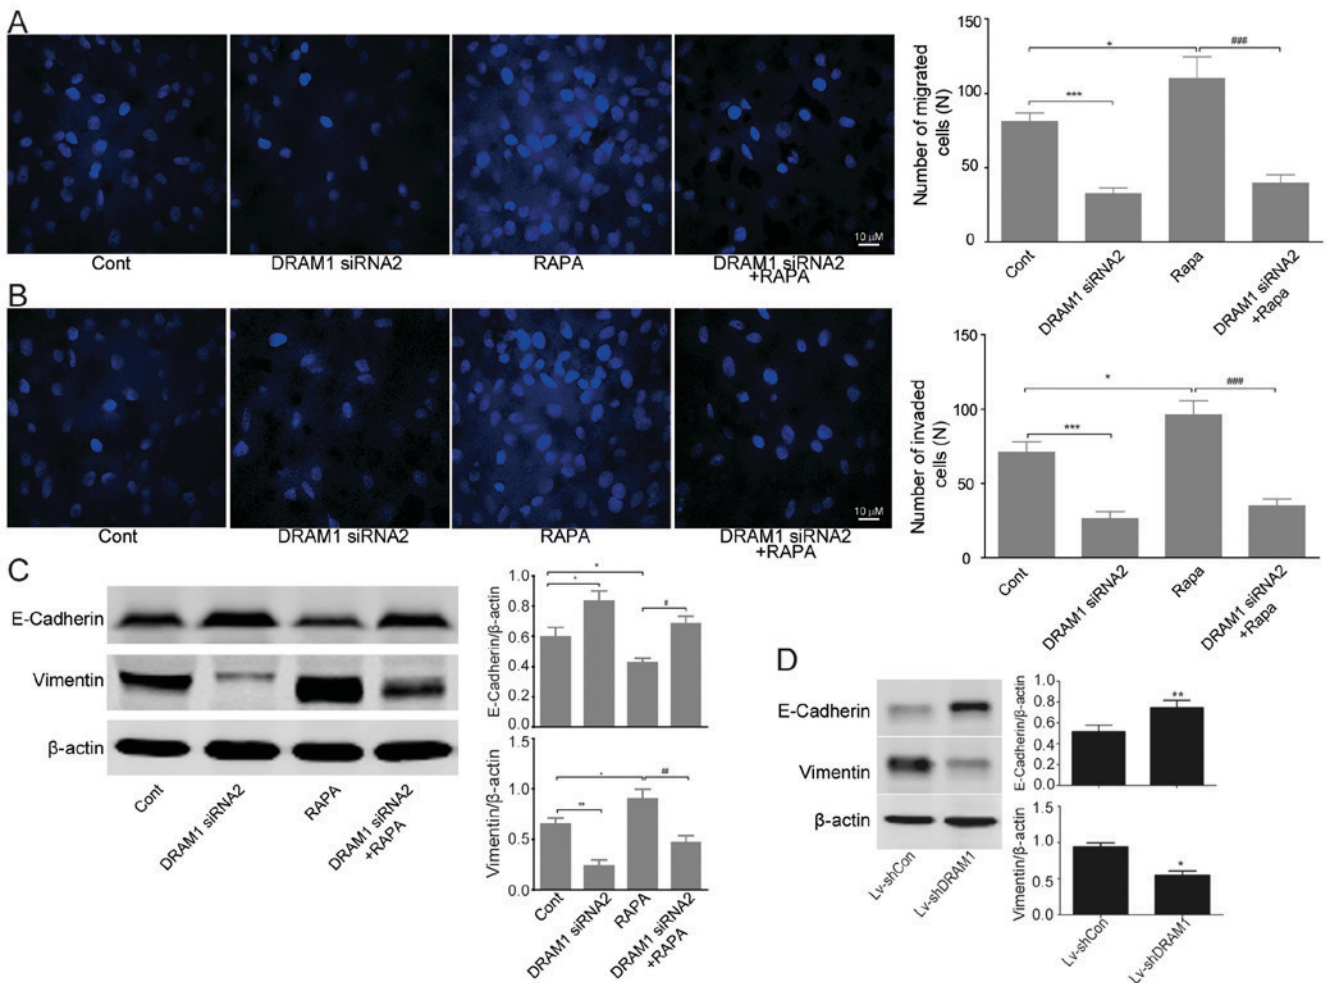 A
Cont
DRAM1 siRNA2
RAPA
DRAM1 siRNA2
+RAPA
10 µM
Number of migrated
cells (N)
150
100
50
0
*
***
###
Cont
DRAM1 siRNA2
Rapa
DRAM1 siRNA2
+Rapa
B
Cont
DRAM1 siRNA2
RAPA
DRAM1 siRNA2
+RAPA
10 µM
Number of invaded
cells (N)
150
100
50
0
*
***
###
Cont
DRAM1 siRNA2
Rapa
DRAM1 siRNA2
+Rapa
C
E-Cadherin
Vimentin
β-actin
Cont
DRAM1 siRNA2
RAPA
DRAM1 siRNA2
+RAPA
E-Cadherin/β-actin
1.0
0.8
0.6
0.4
0.2
0.0
*
*
#
Vimentin/β-actin
1.5
1.0
0.5
0.0
*
**
##
Cont
DRAM1 siRNA2
RAPA
DRAM1 siRNA2
+RAPA
D
E-Cadherin
Vimentin
β-actin
Lv-shCon
Lv-shDRAM1
E-Cadherin/β-actin
1.0
0.8
0.6
0.4
0.2
0.0
**
Vimentin/β-actin
1.5
1.0
0.5
0.0
*
Lv-shCon
Lv-shDRAM1